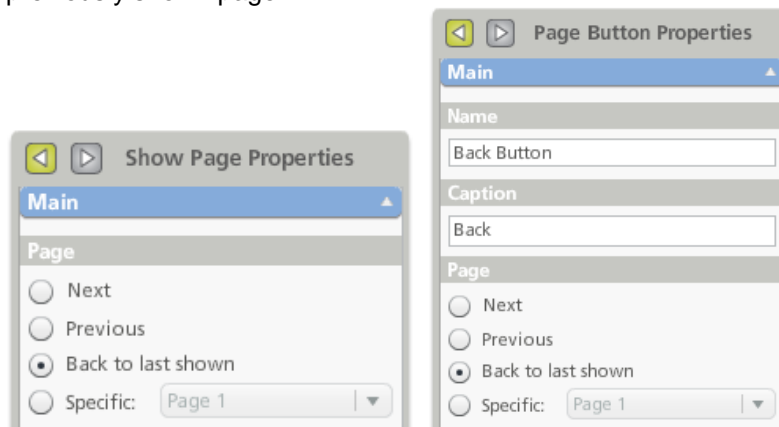 Page Button Properties
Main
Name
Back Button
Caption
Back
Page
Next
Previous
Back to last shown
Specific: Page 1
Show Page Properties
Main
Page
Next
Previous
Back to last shown
Specific: Page 1